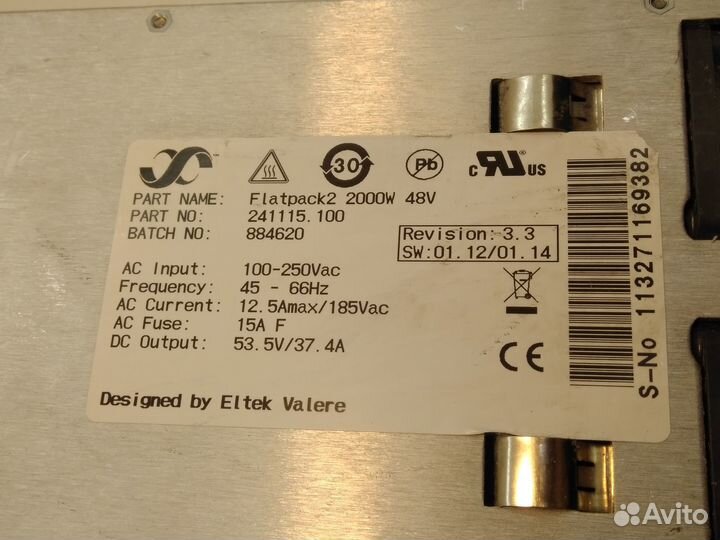 30 Pb c RU US
PART NAME: Flatpack2 2000W 48V
PART NO: 241115.100
BATCH NO: 884620
Revision: 3.3
SW:01.12/01.14
AC Input: 100-250Vac
Frequency: 45 - 66Hz
AC Current: 12.5Amax/185Vac
AC Fuse: 15A F
DC Output: 53.5V/37.4A
CE
Designed by Eltek Valere
S-No 113271169382
Avito